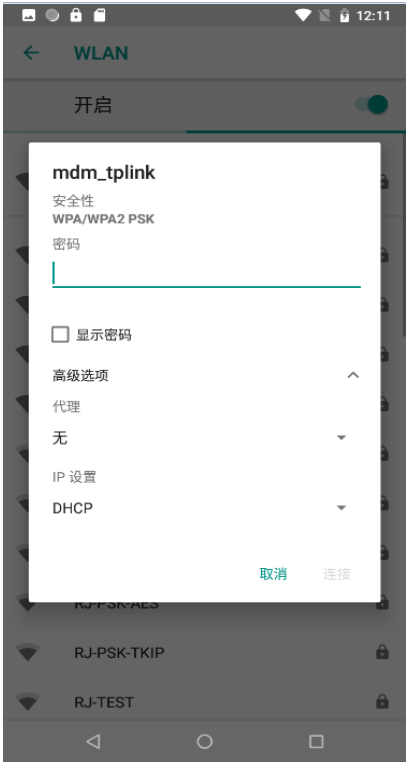 12:11
WLAN
开启
mdm_tplink
安全性
WPA/WPA2 PSK
密码
显示密码
高级选项
代理
无
IP 设置
DHCP
取消 连接
RJ-PSK-AES
RJ-PSK-TKIP
RJ-TEST